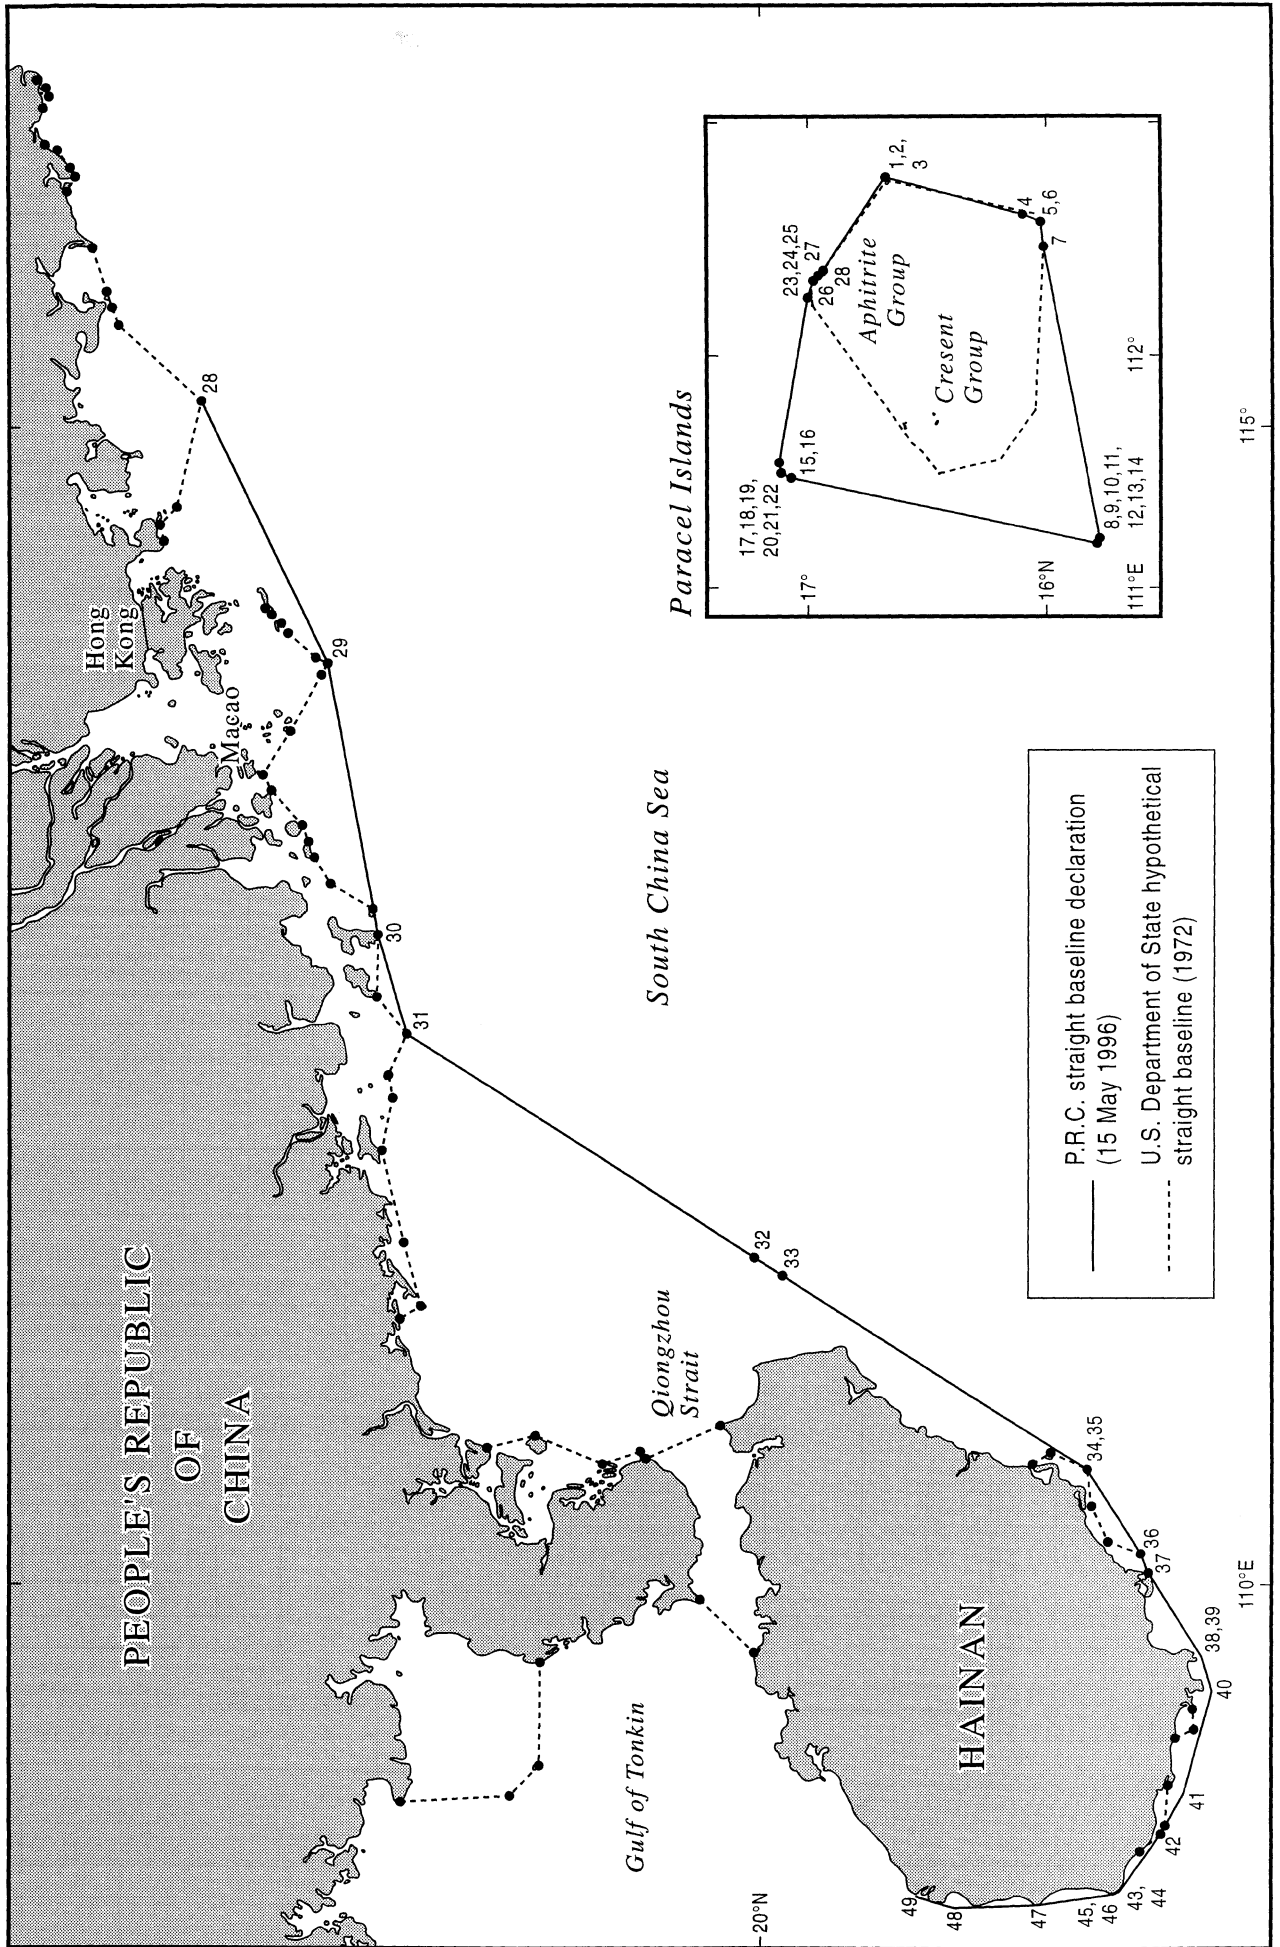 PEOPLE'S REPUBLIC
OF
CHINA
Hong
Kong
Macao
28
29
30
31
32
33
34,35
36
37
38,39
40
41
42
43,
44
45,
46
47
48
49
Qiongzhou
Strait
Gulf of Tonkin
HAINAN
South China Sea
20°N
110°E
115°
Paracel Islands
1,2,
3
4
5,6
7
8,9,10,11,
12,13,14
15,16
17,18,19,
20,21,22
23,24,25
26
27
28
Aphitrite
Group
Cresent
Group
17°
16°N
111°E
112°
P.R.C. straight baseline declaration
(15 May 1996)
U.S. Department of State hypothetical
straight baseline (1972)